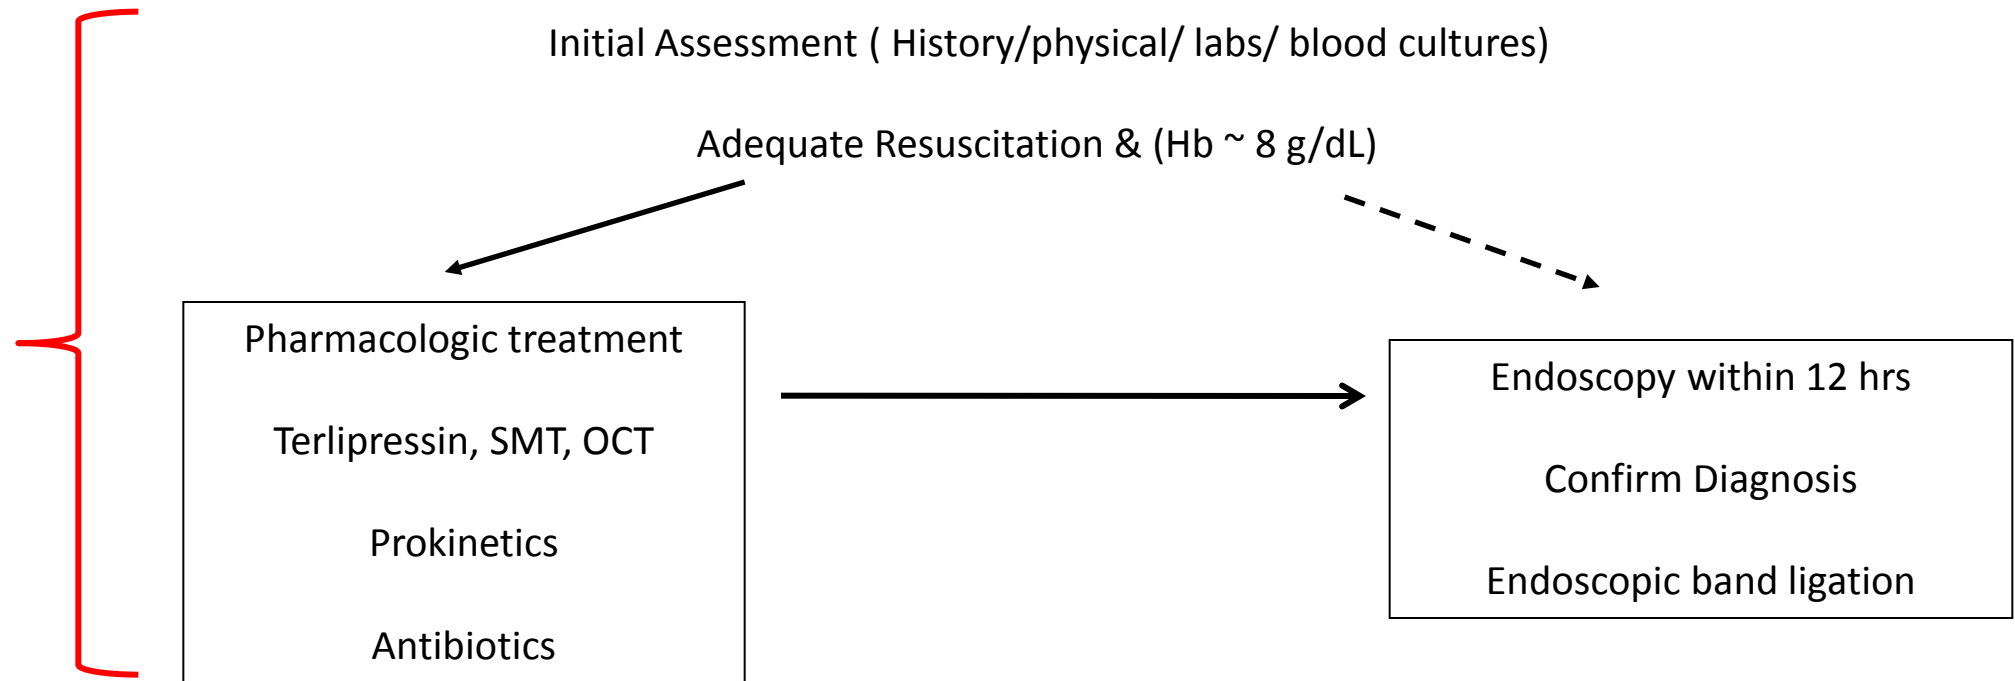 Initial Assessment ( History/physical/ labs/ blood cultures)
Adequate Resuscitation & (Hb ~ 8 g/dL)
Pharmacologic treatment
Terlipressin, SMT, OCT
Prokinetics
Antibiotics
Endoscopy within 12 hrs
Confirm Diagnosis
Endoscopic band ligation